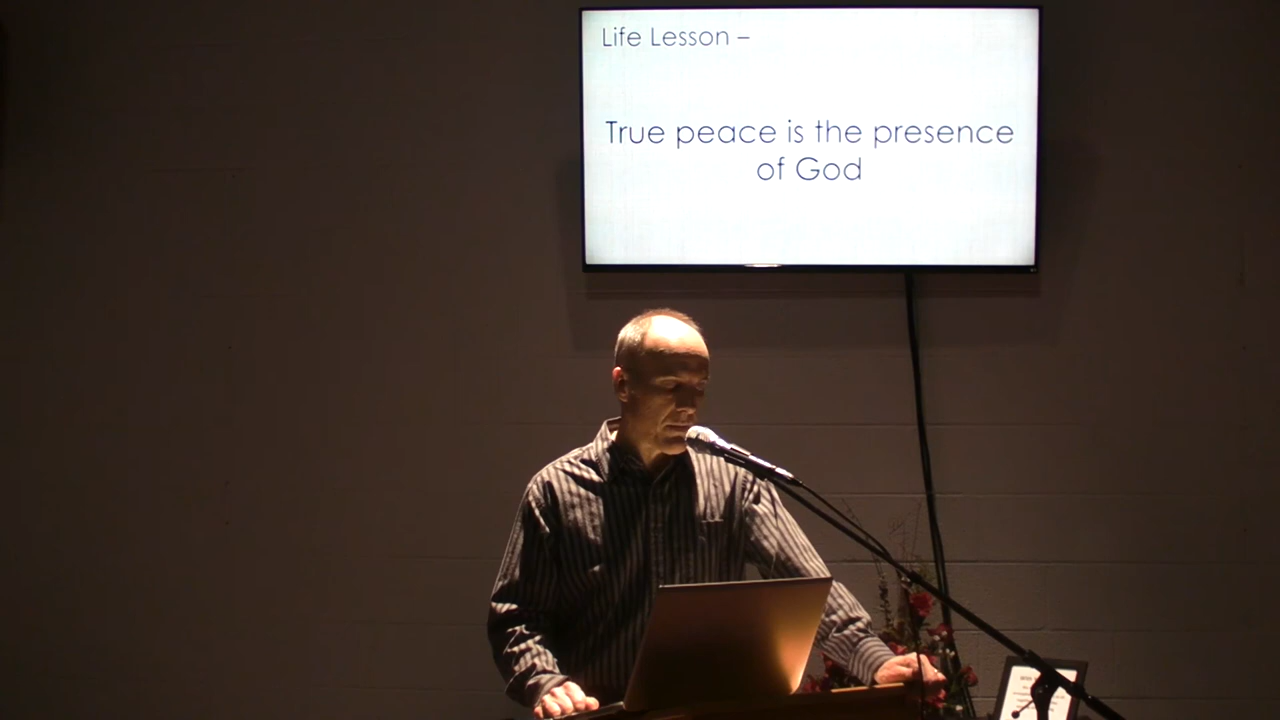 Life Lesson –
True peace is the presence
of God